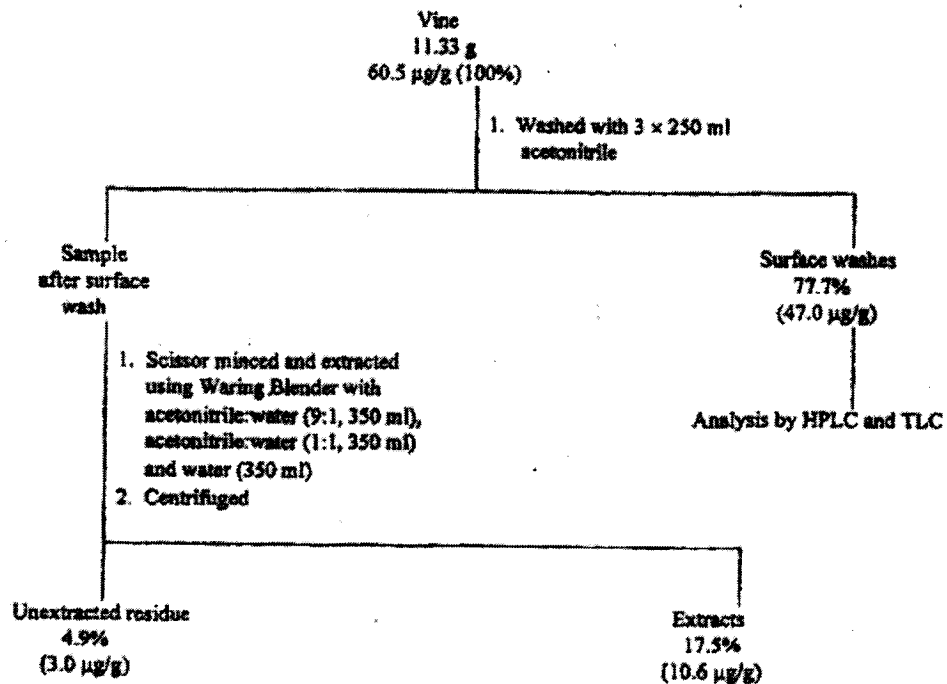 Vine
11.33 g
60.5 µg/g (100%)
1. Washed with 3 × 250 ml
acetonitrile
Sample
after surface
wash
Surface washes
77.7%
(47.0 µg/g)
1. Scissor minced and extracted
using Waring Blender with
acetonitrile:water (9:1, 350 ml),
acetonitrile:water (1:1, 350 ml)
and water (350 ml)
2. Centrifuged
Analysis by HPLC and TLC
Unextracted residue
4.9%
(3.0 µg/g)
Extracts
17.5%
(10.6 µg/g)